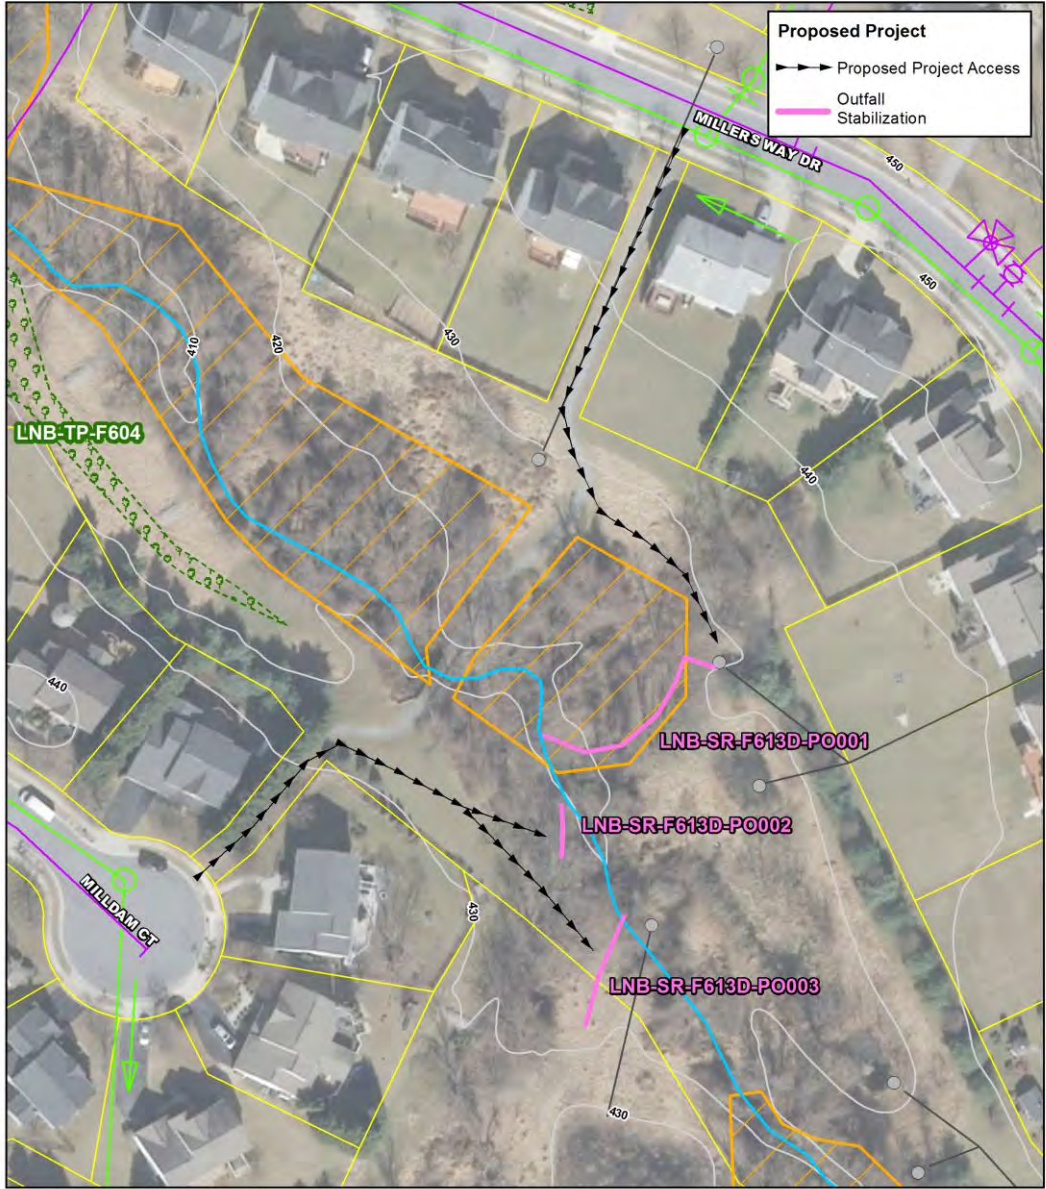 Proposed Project
Proposed Project Access
Outfall
Stabilization
MILLERS WAY DR
450
450
430
420
410
LNB-TP-F604
440
440
LNB-SR-F613D-PO001
LNB-SR-F613D-PO002
MILLDAM CT
430
LNB-SR-F613D-PO003
430